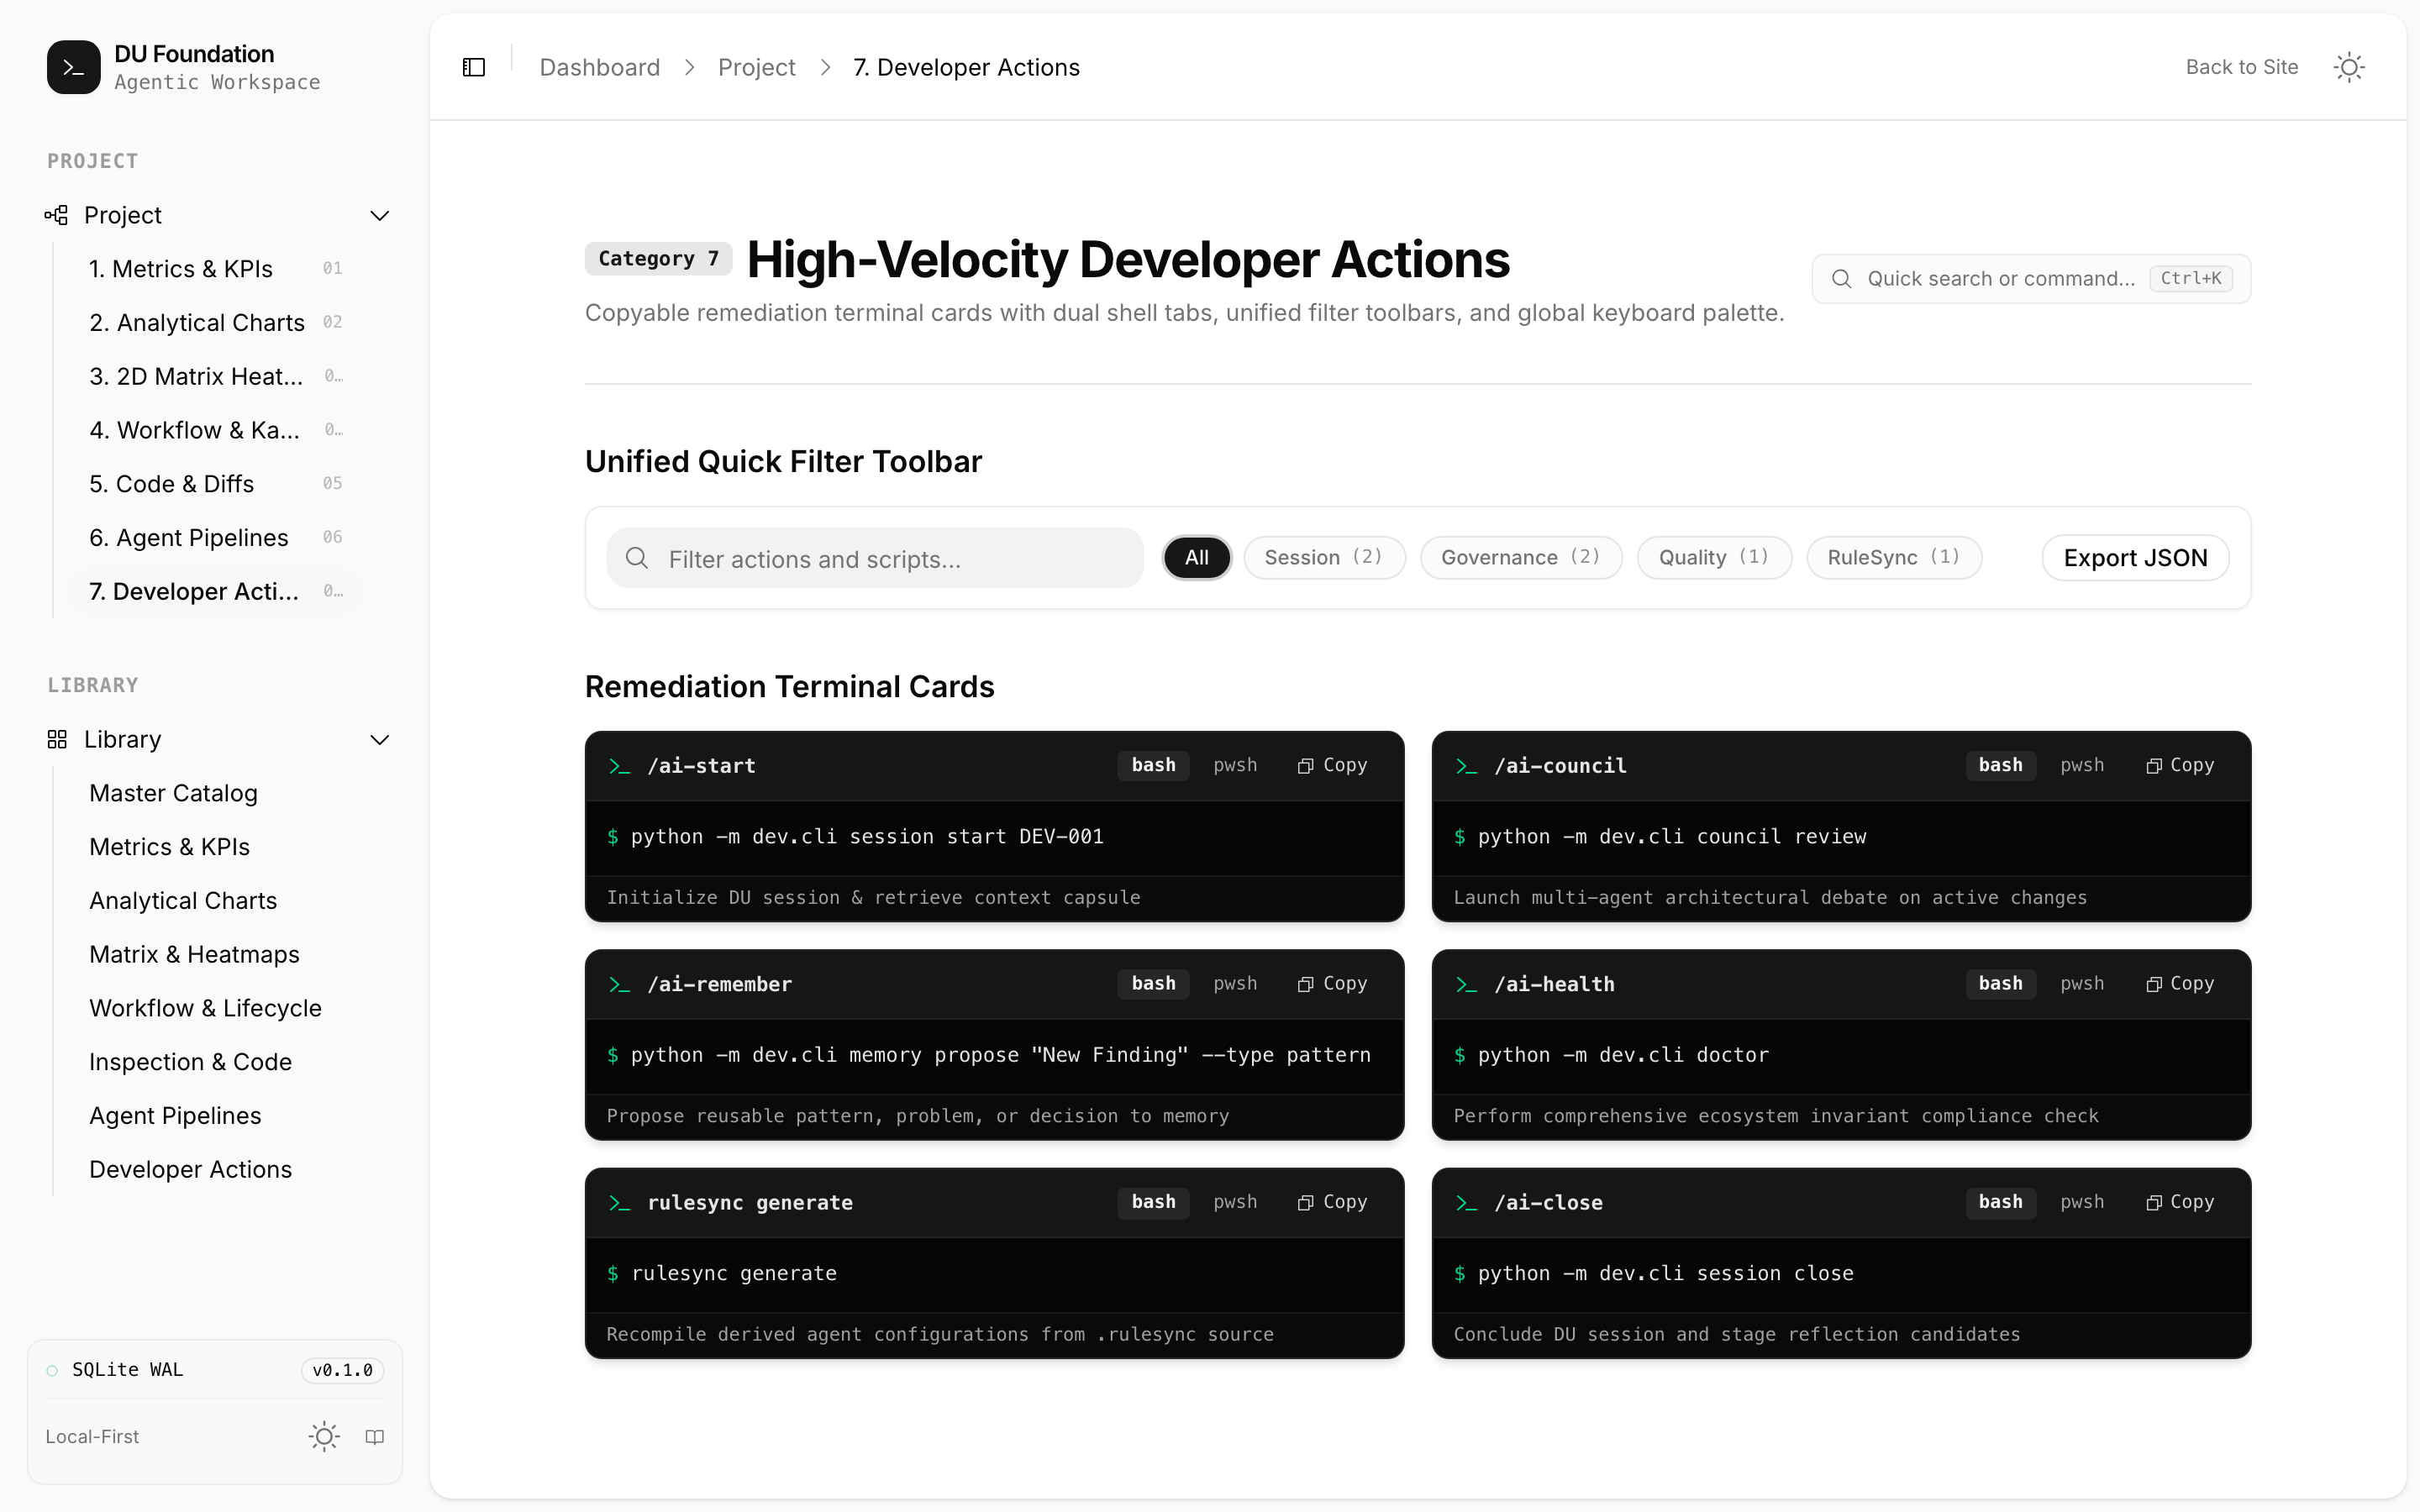 DU Foundation
Agentic Workspace
PROJECT
Project
1. Metrics & KPIs 01
2. Analytical Charts 02
3. 2D Matrix Heat... 0...
4. Workflow & Ka... 0...
5. Code & Diffs 05
6. Agent Pipelines 06
7. Developer Acti... 0...
LIBRARY
Library
Master Catalog
Metrics & KPIs
Analytical Charts
Matrix & Heatmaps
Workflow & Lifecycle
Inspection & Code
Agent Pipelines
Developer Actions
SQLite WAL v0.1.0
Local-First
Dashboard > Project > 7. Developer Actions
Back to Site
Category 7 High-Velocity Developer Actions
Copyable remediation terminal cards with dual shell tabs, unified filter toolbars, and global keyboard palette.
Quick search or command... Ctrl+K
Unified Quick Filter Toolbar
Filter actions and scripts... All Session (2) Governance (2) Quality (1) RuleSync (1) Export JSON
Remediation Terminal Cards
>_ /ai-start bash pwsh Copy
$ python -m dev.cli session start DEV-001
Initialize DU session & retrieve context capsule
>_ /ai-council bash pwsh Copy
$ python -m dev.cli council review
Launch multi-agent architectural debate on active changes
>_ /ai-remember bash pwsh Copy
$ python -m dev.cli memory propose "New Finding" --type pattern
Propose reusable pattern, problem, or decision to memory
>_ /ai-health bash pwsh Copy
$ python -m dev.cli doctor
Perform comprehensive ecosystem invariant compliance check
>_ rulesync generate bash pwsh Copy
$ rulesync generate
Recompile derived agent configurations from .rulesync source
>_ /ai-close bash pwsh Copy
$ python -m dev.cli session close
Conclude DU session and stage reflection candidates